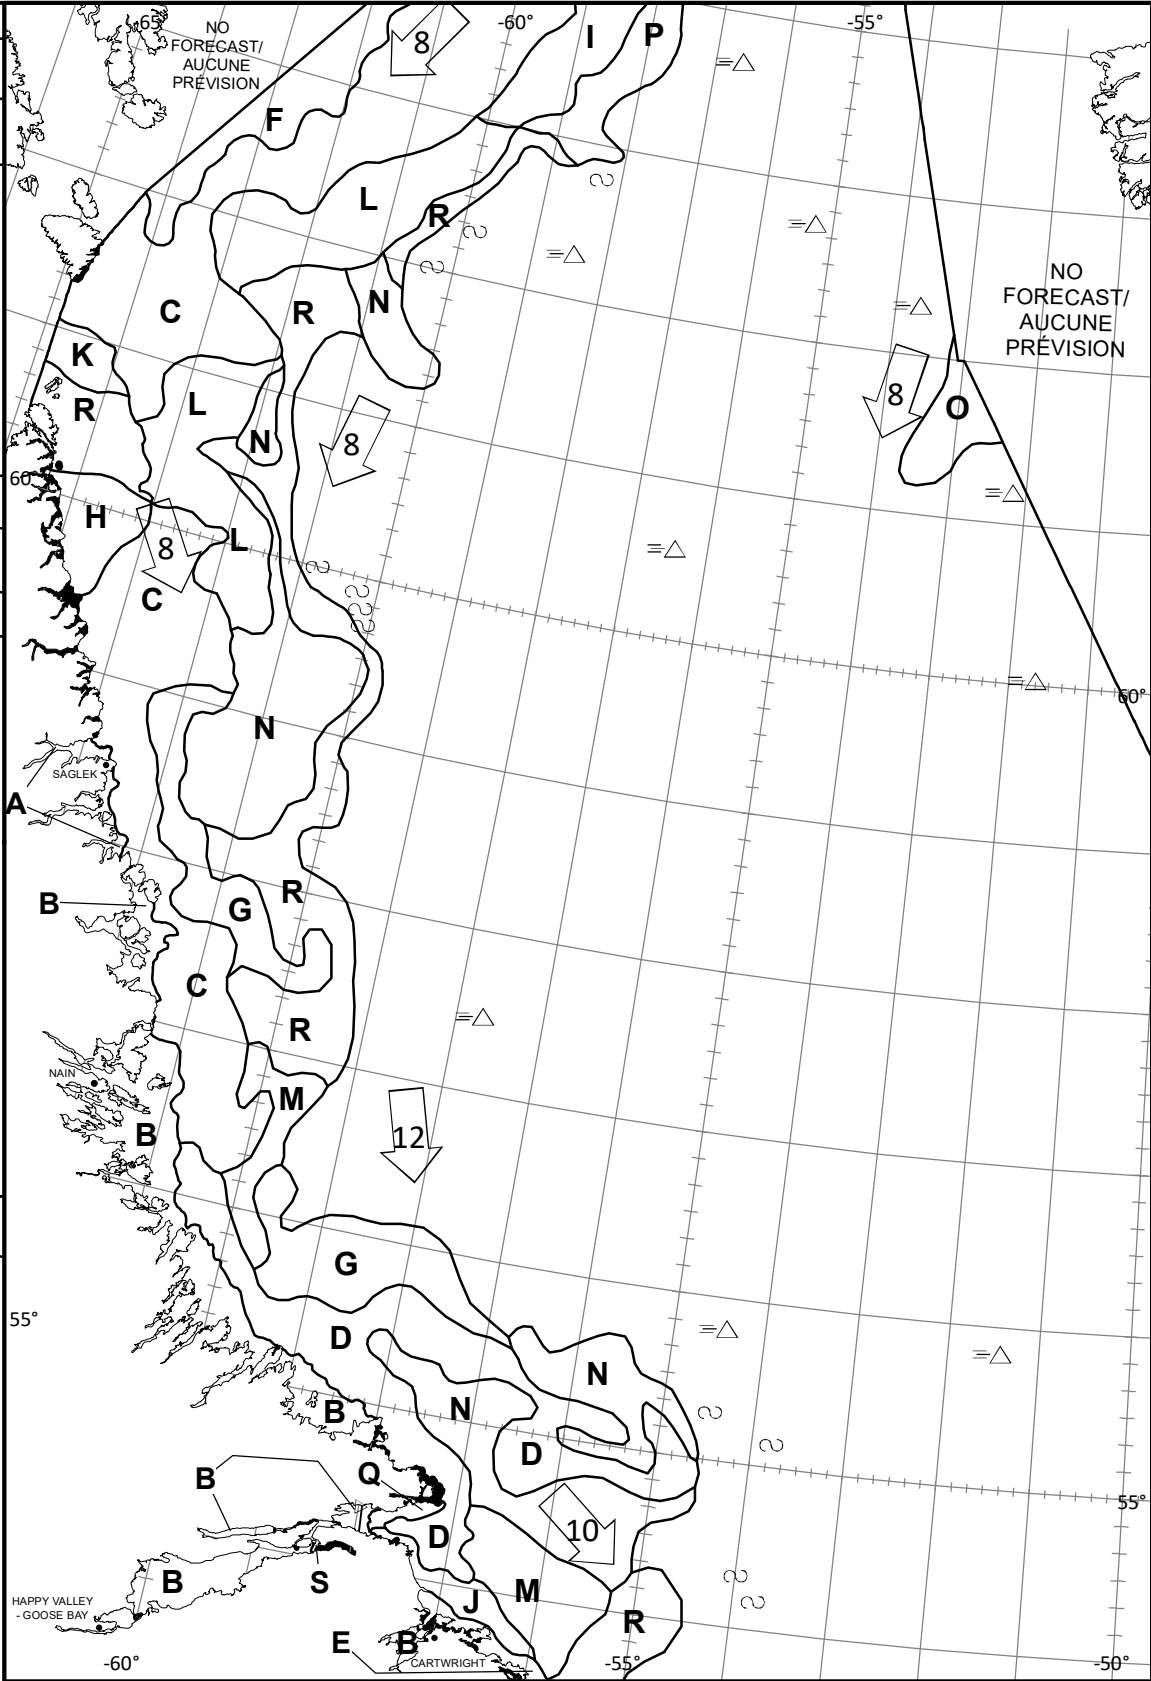 -65°
NO
FORECAST/
AUCUNE
PRÉVISION
8
-60°
I
P
-55°
F
L
R
C
R
N
NO
FORECAST/
AUCUNE
PRÉVISION
K
R
L
N
8
8
O
60°
H
8
L
C
N
60°
SAGLEK
A
B
G
R
C
R
NAIN
M
B
12
G
55°
D
N
N
B
D
B
Q
55°
10
D
B
S
M
J
HAPPY VALLEY
- GOOSE BAY
R
E
B
CARTWRIGHT
-60°
-55°
-50°